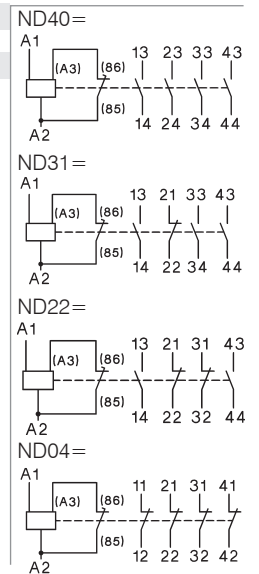 ND40=
A1 13 23 33 43
(A3) (86)
(85)
A2 14 24 34 44
ND31=
A1 13 21 33 43
(A3) (86)
(85)
A2 14 22 34 44
ND22=
A1 13 21 31 43
(A3) (86)
(85)
A2 14 22 32 44
ND04=
A1 11 21 31 41
(A3) (86)
(85)
A2 12 22 32 42